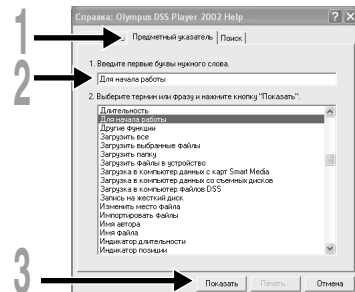 Справка: Olympus DSS Player 2002 Help
Предметный указатель
Поиск
1
1. Введите первые буквы нужного слова.
2
Для начала работы
2. Выберите термин или фразу и нажмите кнопку "Показать".
Длительность
Для начала работы
Другие функции
Загрузить все
Загрузить выбранные файлы
Загрузить папку
Загрузить файлы в устройство
Загрузка в компьютер данных с карт Smart Media
Загрузка в компьютер данных со съемных дисков
Загрузка в компьютер файлов DSS
Запись на жесткий диск
Изменить место файла
Импортировать файлы
Имя автора
Имя файла
Индикатор длительности
Индикатор позиции
3
Показать
Печать...
Отмена